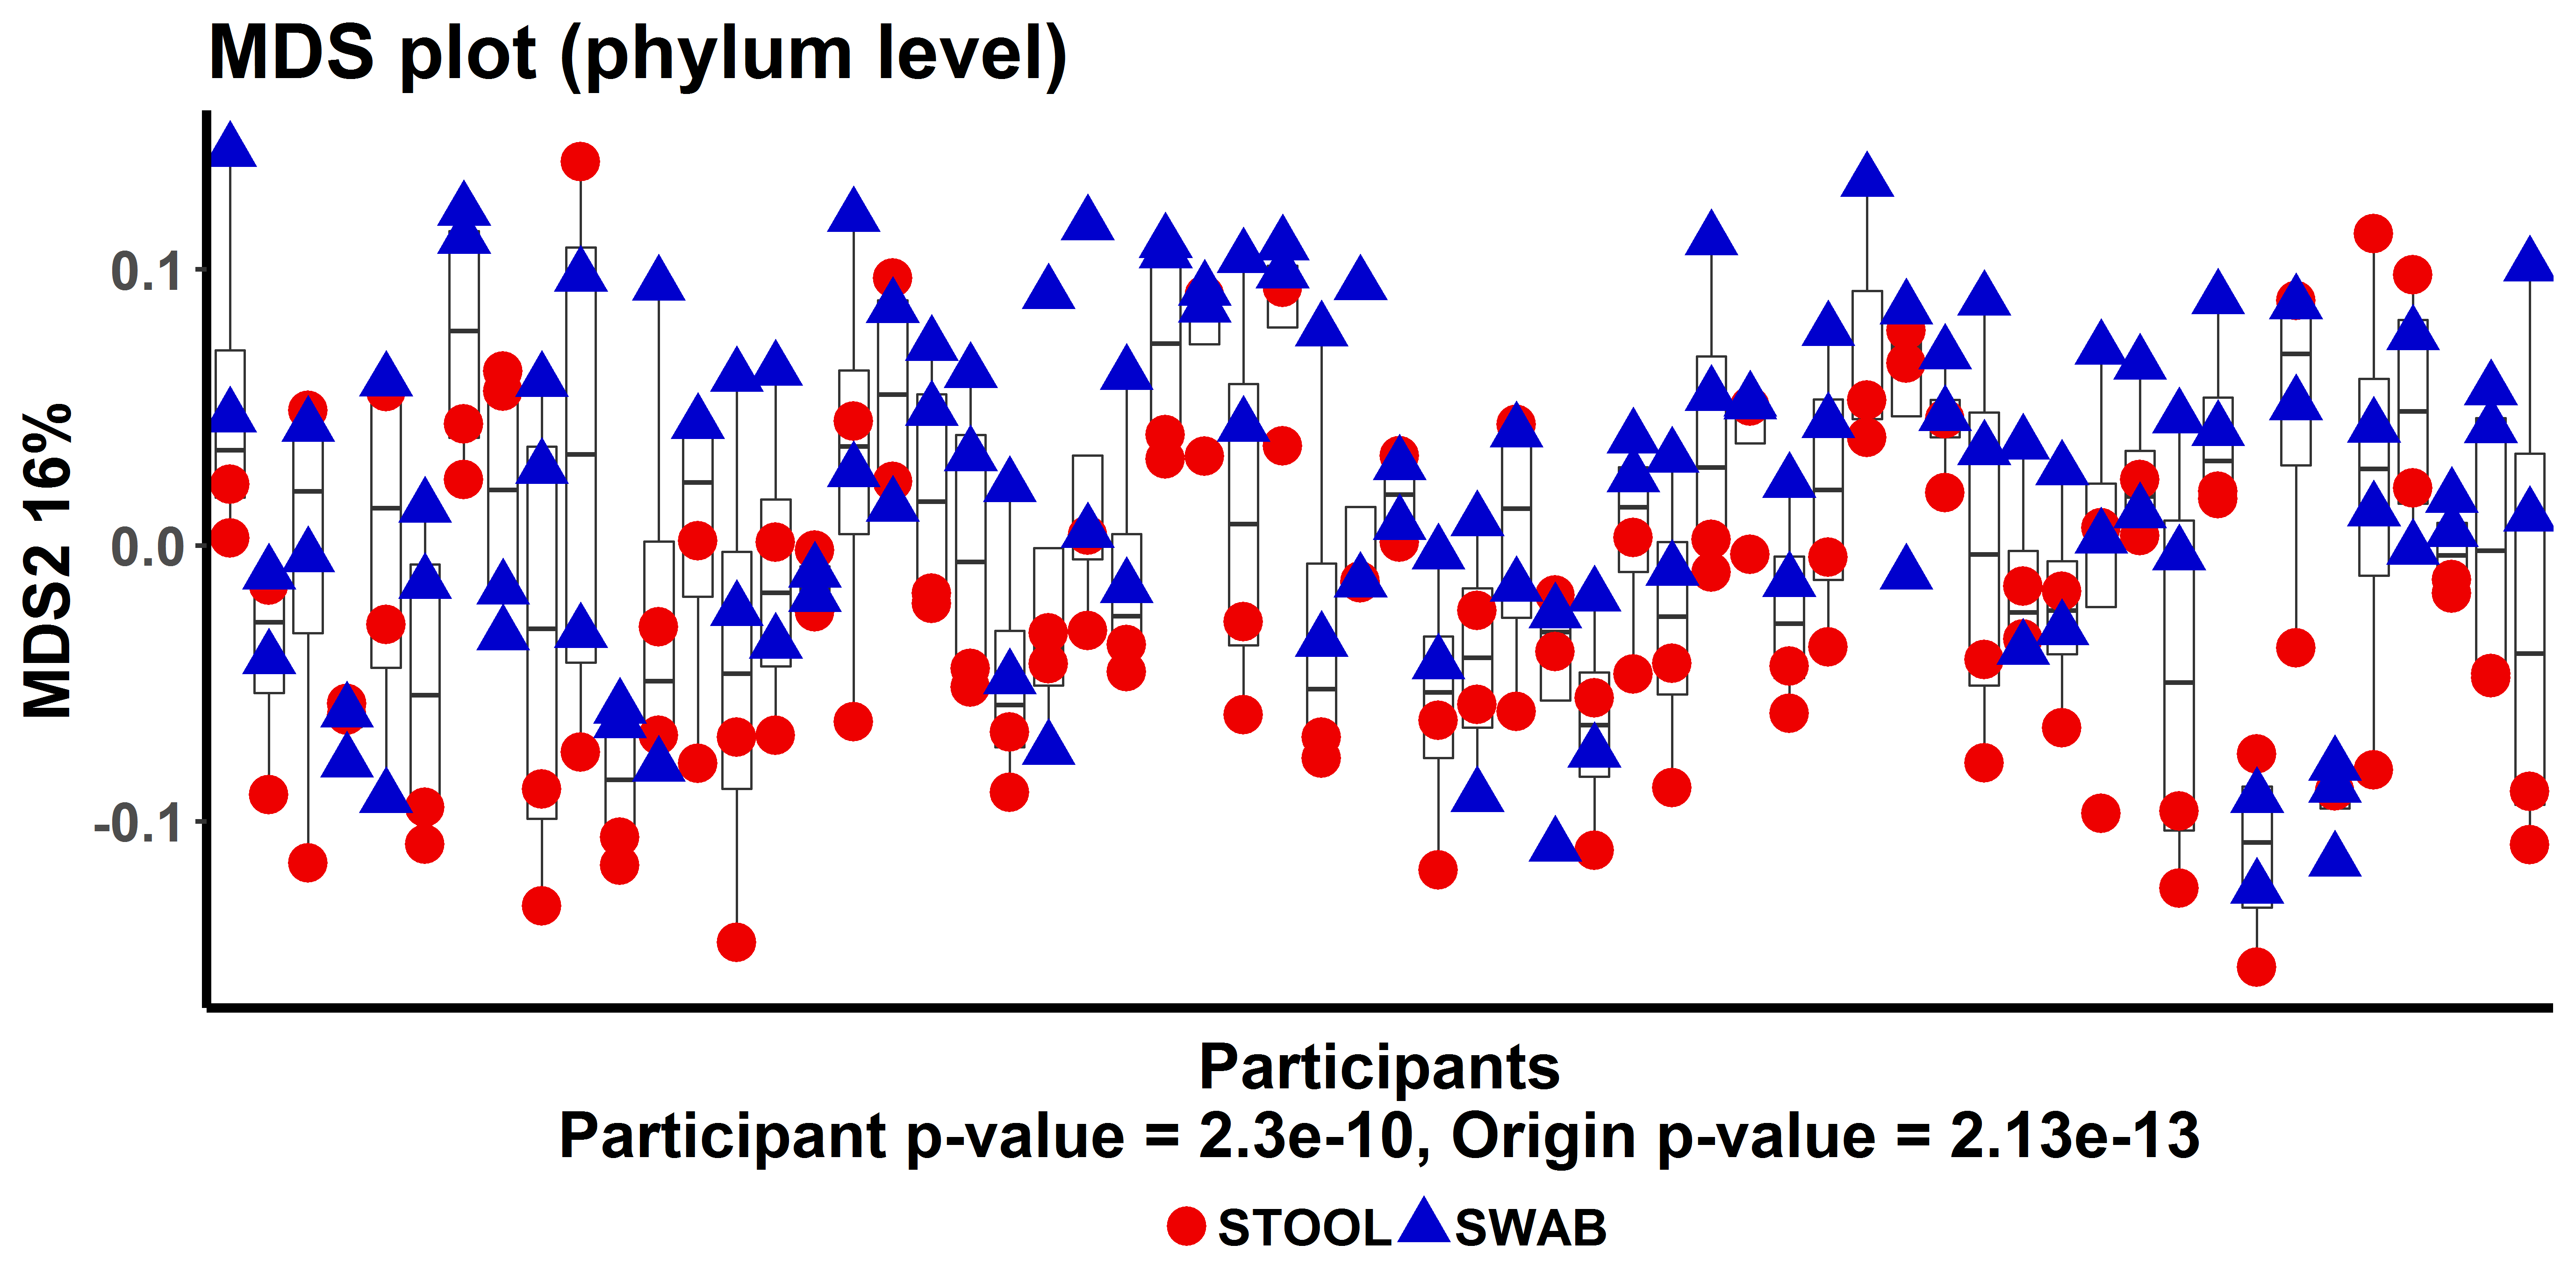 MDS plot (phylum level)
MDS2 16%
0.1
0.0
-0.1
Participants
Participant p-value = 2.3e-10, Origin p-value = 2.13e-13
STOOL SWAB